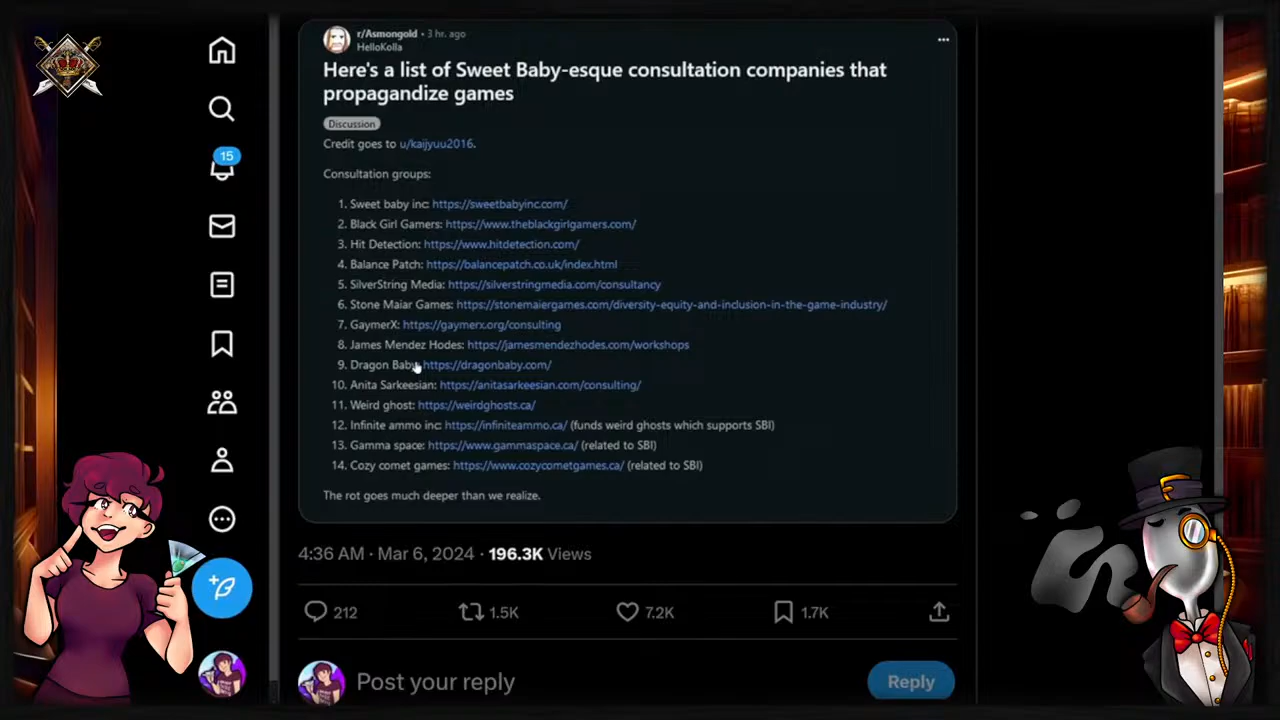 r/Asmongold • 3 hr. ago
HelloKolla
Here's a list of Sweet Baby-esque consultation companies that
propagandize games
Discussion
Credit goes to u/kaijyuu2016.
Consultation groups:
1. Sweet baby inc: https://sweetbabyinc.com/
2. Black Girl Gamers: https://www.theblackgirlgamers.com/
3. Hit Detection: https://www.hitdetection.com/
4. Balance Patch: https://balancepatch.co.uk/index.html
5. SilverString Media: https://silverstringmedia.com/consultancy
6. Stone Maiar Games: https://stonemaiergames.com/diversity-equity-and-inclusion-in-the-game-industry/
7. GaymerX: https://gaymerx.org/consulting
8. James Mendez Hodes: https://jamesmendezhodes.com/workshops
9. Dragon Baby: https://dragonbaby.com/
10. Anita Sarkeesian: https://anitasarkeesian.com/consulting/
11. Weird ghost: https://weirdghosts.ca/
12. Infinite ammo inc: https://infiniteammo.ca/ (funds weird ghosts which supports SBI)
13. Gamma space: https://www.gammaspace.ca/ (related to SBI)
14. Cozy comet games: https://www.cozycometgames.ca/ (related to SBI)
The rot goes much deeper than we realize.
4:36 AM · Mar 6, 2024 · 196.3K Views
212 1.5K 7.2K 1.7K
Post your reply
Reply
15